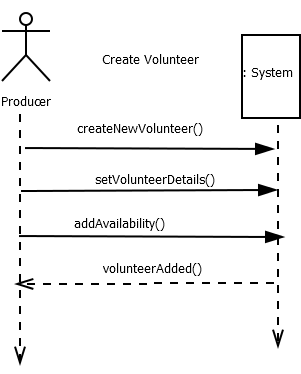 Create Volunteer
: System
Producer
createNewVolunteer()
setVolunteerDetails()
addAvailability()
volunteerAdded()